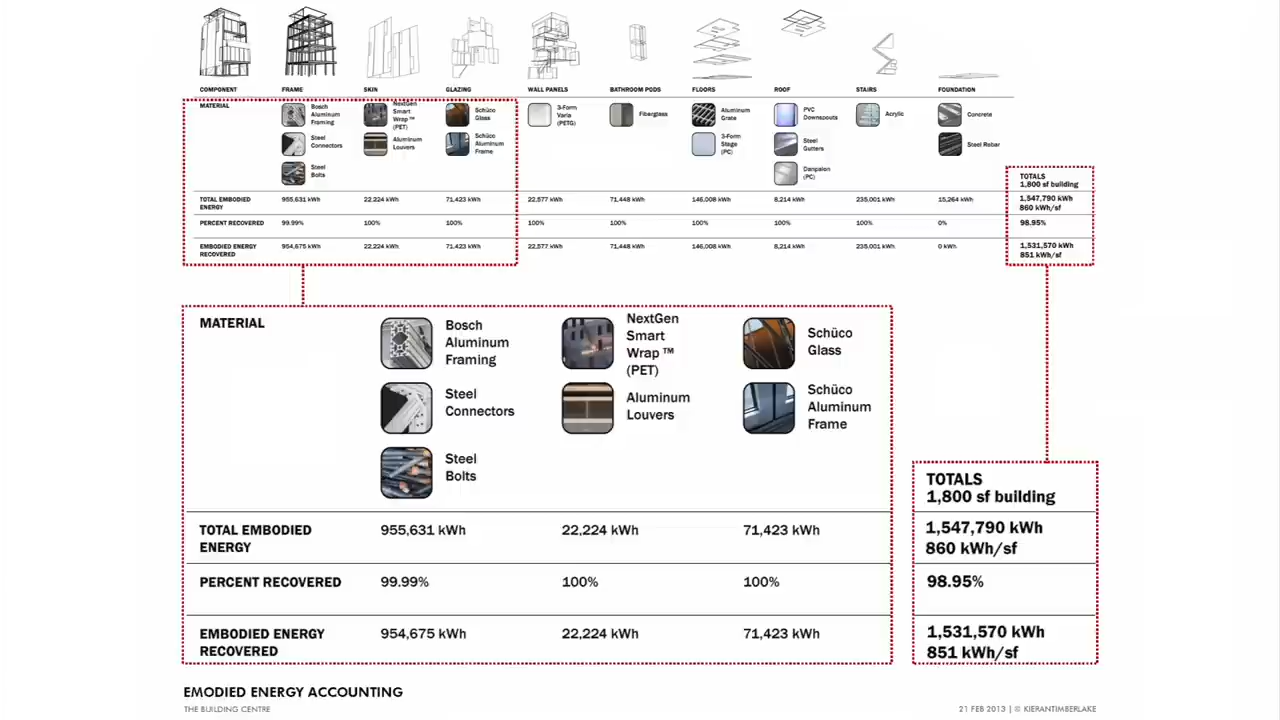 COMPONENT FRAME SKIN GLAZING WALL PANELS BATHROOM PODS FLOORS ROOF STAIRS FOUNDATION
MATERIAL
Bosch
Aluminum
Framing
Steel
Connectors
Steel
Bolts
NextGen
Smart
Wrap ™
(PET)
Aluminum
Louvers
Schüco
Glass
Schüco
Aluminum
Frame
3-Form
Varia
(PETG)
Fiberglass
Aluminum
Grate
3-Form
Stage
(PC)
PVC
Downspouts
Steel
Gutters
Danpalon
(PC)
Acrylic
Concrete
Steel Rebar
TOTALS
1,800 sf building
TOTAL EMBODIED
ENERGY
955,631 kWh 22,224 kWh 71,423 kWh 22,577 kWh 71,448 kWh 146,008 kWh 8,214 kWh 235,001 kWh 15,264 kWh
1,547,790 kWh
860 kWh/sf
PERCENT RECOVERED 99.99% 100% 100% 100% 100% 100% 100% 100% 0% 98.95%
EMBODIED ENERGY
RECOVERED
954,675 kWh 22,224 kWh 71,423 kWh 22,577 kWh 71,448 kWh 146,008 kWh 8,214 kWh 235,001 kWh 0 kWh
1,531,570 kWh
851 kWh/sf
MATERIAL
Bosch
Aluminum
Framing
Steel
Connectors
Steel
Bolts
NextGen
Smart
Wrap ™
(PET)
Aluminum
Louvers
Schüco
Glass
Schüco
Aluminum
Frame
TOTALS
1,800 sf building
TOTAL EMBODIED
ENERGY
955,631 kWh 22,224 kWh 71,423 kWh
1,547,790 kWh
860 kWh/sf
PERCENT RECOVERED 99.99% 100% 100% 98.95%
EMBODIED ENERGY
RECOVERED
954,675 kWh 22,224 kWh 71,423 kWh
1,531,570 kWh
851 kWh/sf
EMODIED ENERGY ACCOUNTING
THE BUILDING CENTRE
21 FEB 2013 | © KIERANTIMBERLAKE